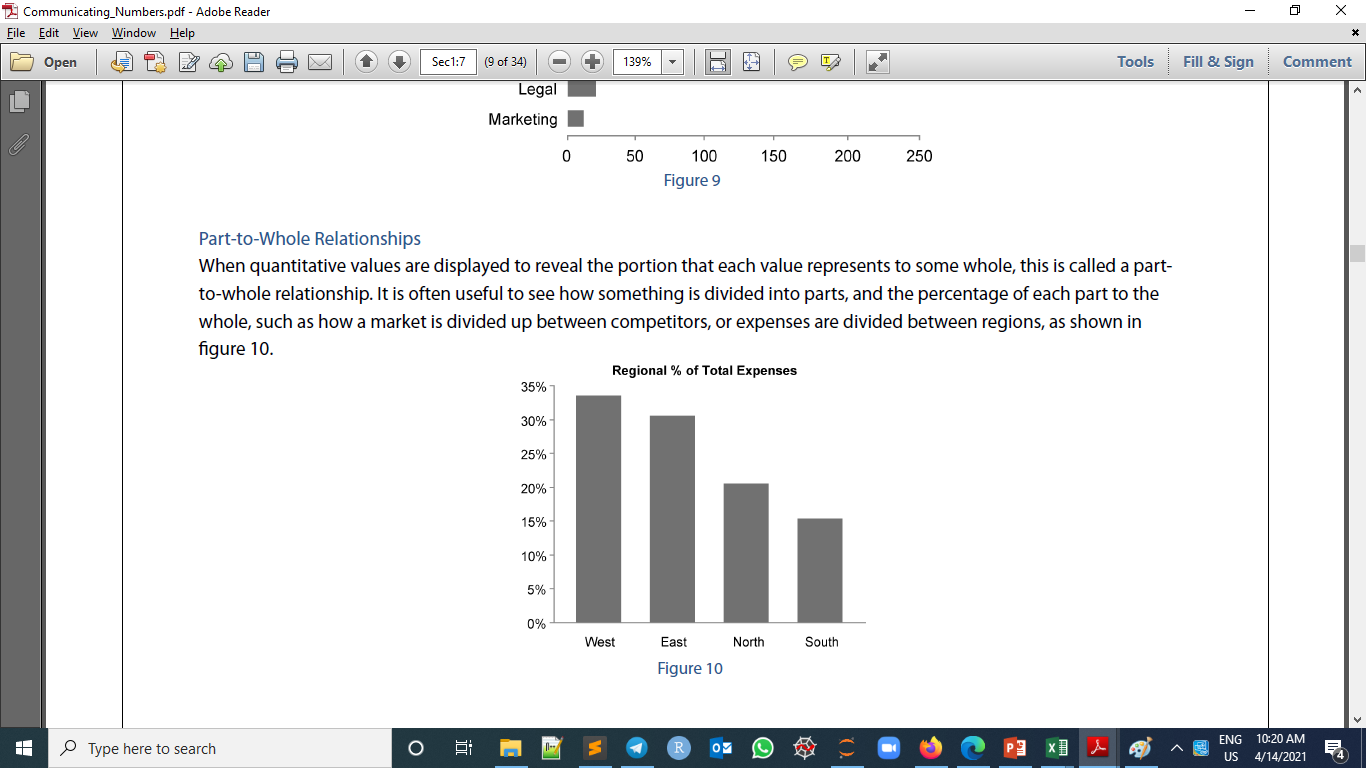 Communicating_Numbers.pdf - Adobe Reader
File Edit View Window Help
Open Sec1:7 (9 of 34) 139% Tools Fill & Sign Comment
Legal
Marketing
0 50 100 150 200 250
Figure 9
Part-to-Whole Relationships
When quantitative values are displayed to reveal the portion that each value represents to some whole, this is called a part-
to-whole relationship. It is often useful to see how something is divided into parts, and the percentage of each part to the
whole, such as how a market is divided up between competitors, or expenses are divided between regions, as shown in
figure 10.
Regional % of Total Expenses
35%
30%
25%
20%
15%
10%
5%
0%
West East North South
Figure 10
Type here to search
ENG 10:20 AM
US 4/14/2021 4